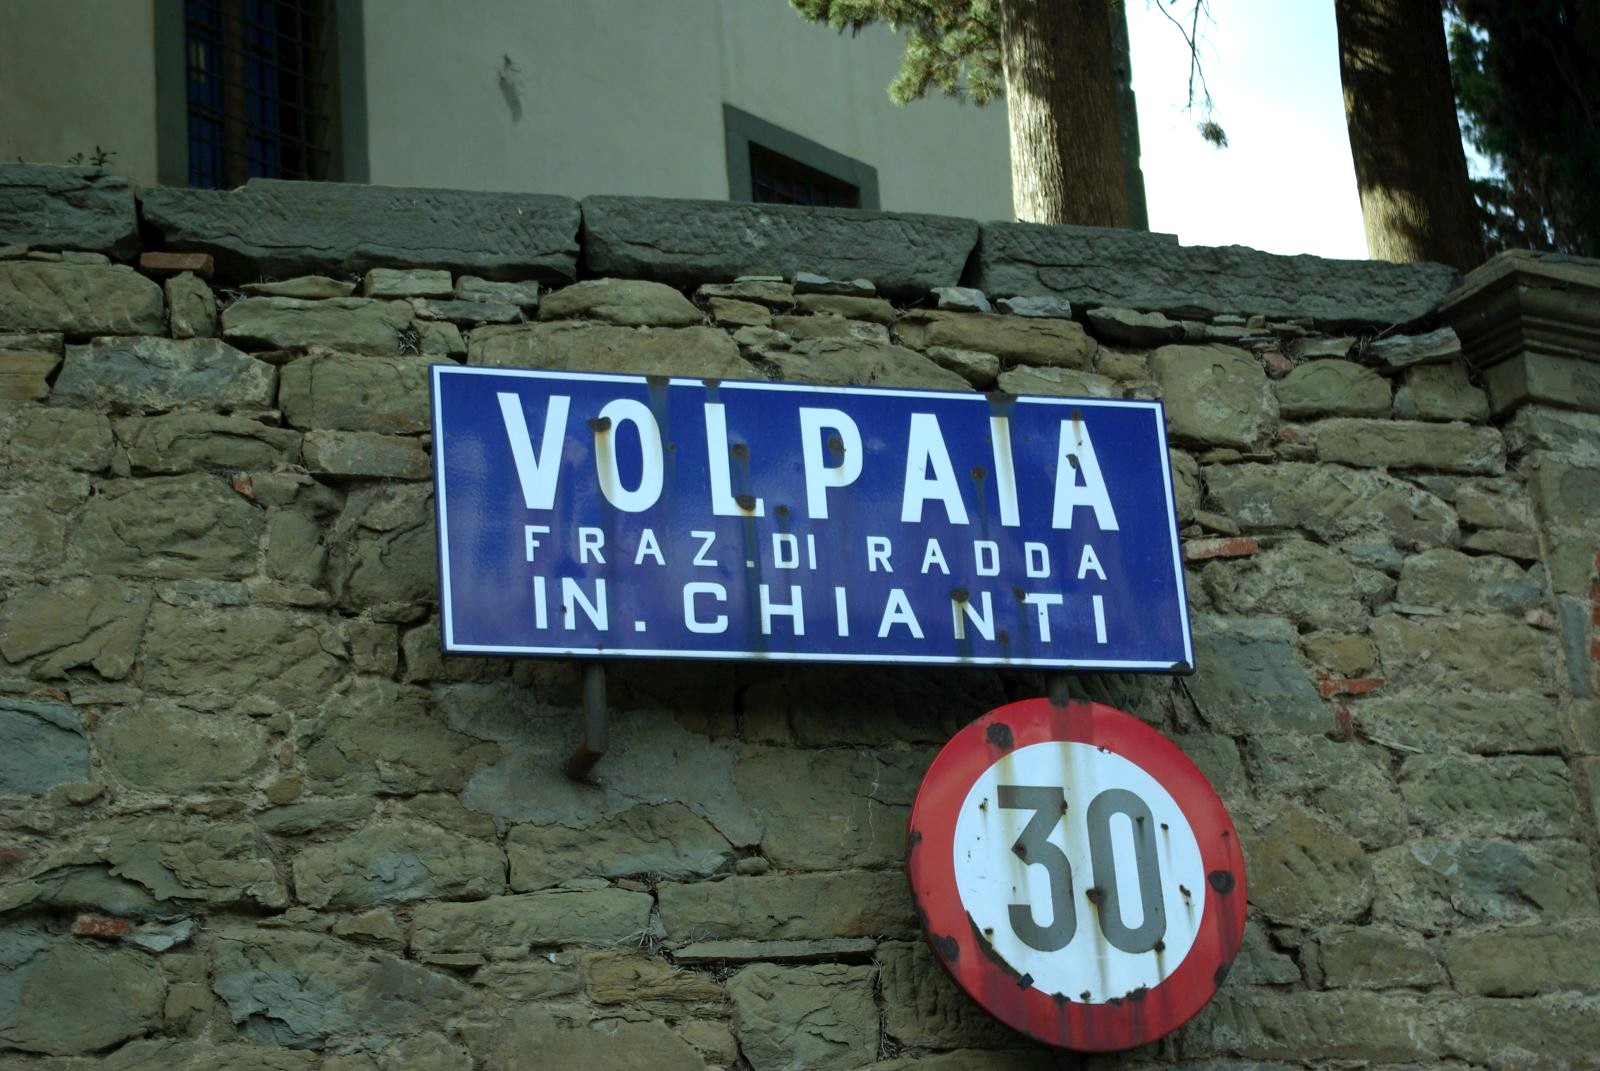 VOLPAIA
FRAZ.DI RADDA
IN.CHIANTI
30